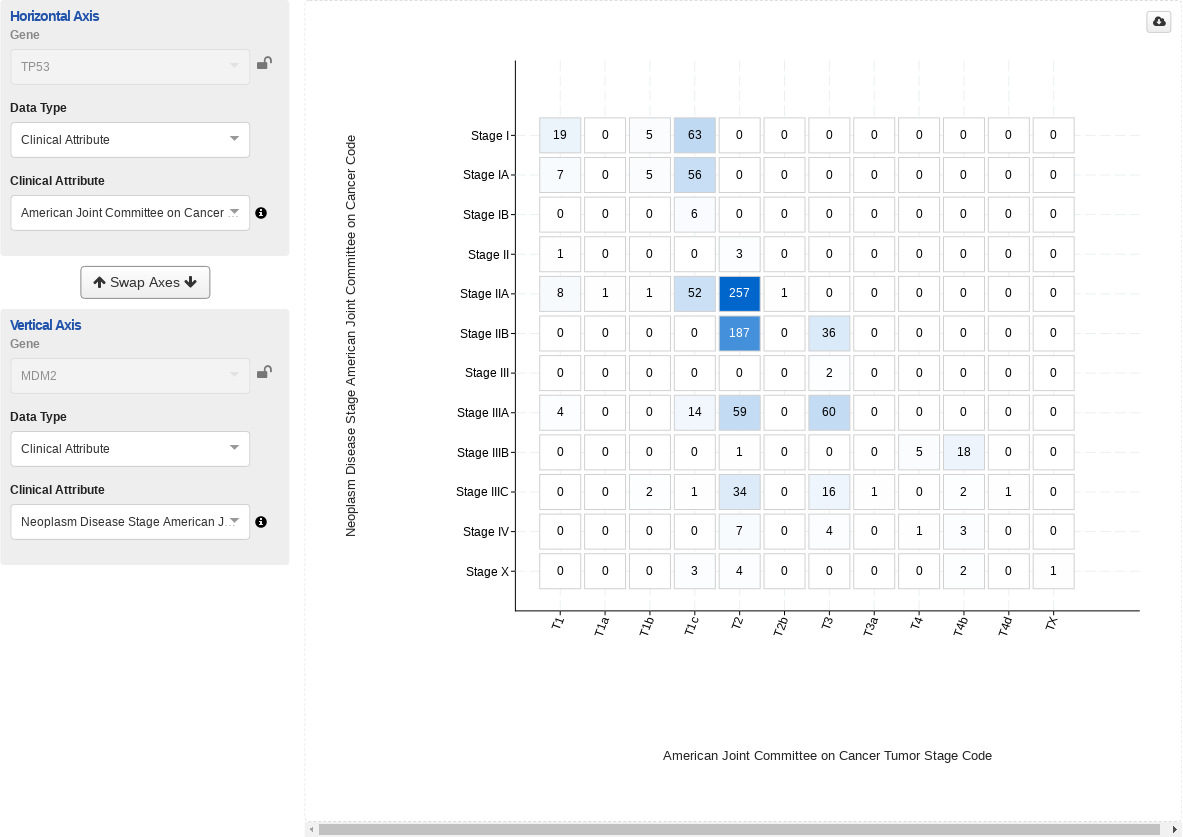 Horizontal Axis
Gene
TP53
Data Type
Clinical Attribute
Clinical Attribute
American Joint Committee on Cancer ...
Swap Axes
Vertical Axis
Gene
MDM2
Data Type
Clinical Attribute
Clinical Attribute
Neoplasm Disease Stage American J...
Neoplasm Disease Stage American Joint Committee on Cancer Code
Stage I 19 0 5 63 0 0 0 0 0 0 0 0
Stage IA 7 0 5 56 0 0 0 0 0 0 0 0
Stage IB 0 0 0 6 0 0 0 0 0 0 0 0
Stage II 1 0 0 0 3 0 0 0 0 0 0 0
Stage IIA 8 1 1 52 257 1 0 0 0 0 0 0
Stage IIB 0 0 0 0 187 0 36 0 0 0 0 0
Stage III 0 0 0 0 0 0 2 0 0 0 0 0
Stage IIIA 4 0 0 14 59 0 60 0 0 0 0 0
Stage IIIB 0 0 0 0 1 0 0 0 5 18 0 0
Stage IIIC 0 0 2 1 34 0 16 1 0 2 1 0
Stage IV 0 0 0 0 7 0 4 0 1 3 0 0
Stage X 0 0 0 3 4 0 0 0 0 2 0 1
T1 T1a T1b T1c T2 T2b T3 T3a T4 T4b T4d TX
American Joint Committee on Cancer Tumor Stage Code